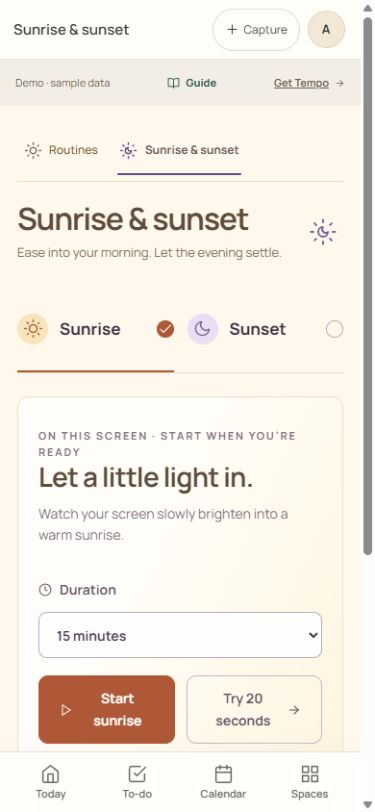 Sunrise & sunset
Capture
A
Demo · sample data
Guide
Get Tempo →
Routines
Sunrise & sunset
Sunrise & sunset
Ease into your morning. Let the evening settle.
Sunrise
Sunset
ON THIS SCREEN · START WHEN YOU'RE
READY
Let a little light in.
Watch your screen slowly brighten into a
warm sunrise.
Duration
15 minutes
Start
sunrise
Try 20
seconds →
Today
To-do
Calendar
Spaces